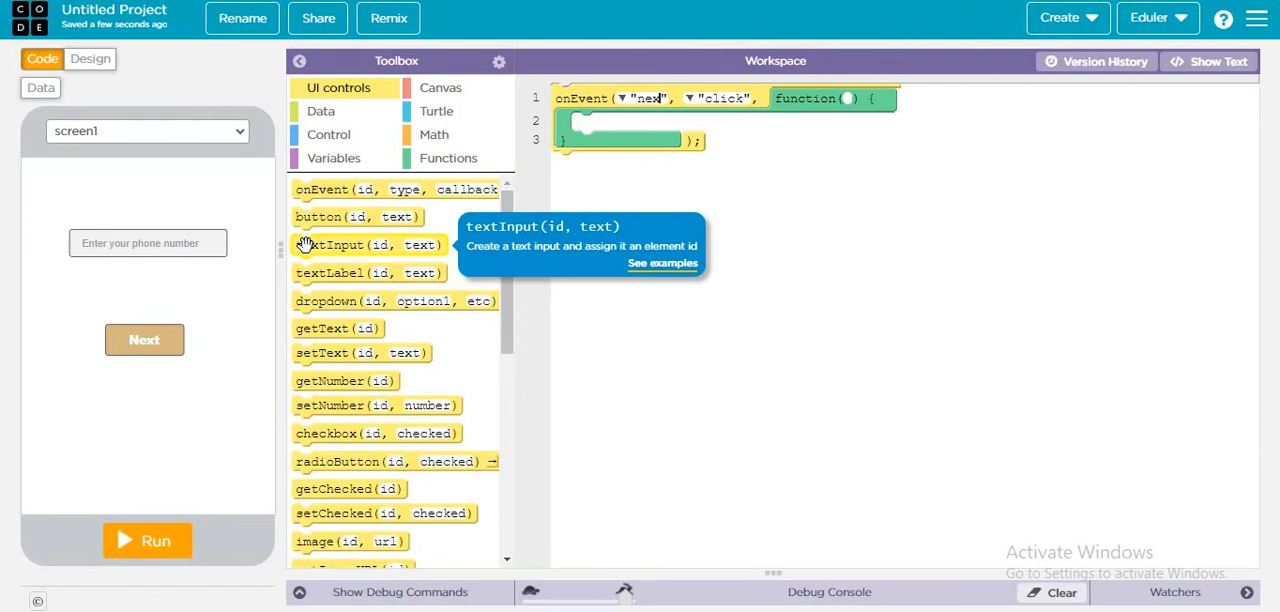 CO
DE
Untitled Project
Saved a few seconds ago
Rename
Share
Remix
Create
Eduler
?
Code
Design
Data
Toolbox
Workspace
Version History
</> Show Text
screen1
Enter your phone number
Next
Run
©
UI controls
Canvas
Data
Turtle
Control
Math
Variables
Functions
onEvent(id, type, callback
button(id, text)
xtInput(id, text)
textLabel(id, text)
dropdown(id, option1, etc)
getText(id)
setText(id, text)
getNumber(id)
setNumber(id, number)
checkbox(id, checked)
radioButton(id, checked)
getChecked(id)
setChecked(id, checked)
image(id, url)
textInput(id, text)
Create a text input and assign it an element id
See examples
1 onEvent("nex", "click", function() {
2
3 } );
Activate Windows
Go to Settings to activate Windows.
Show Debug Commands
Debug Console
Clear
Watchers